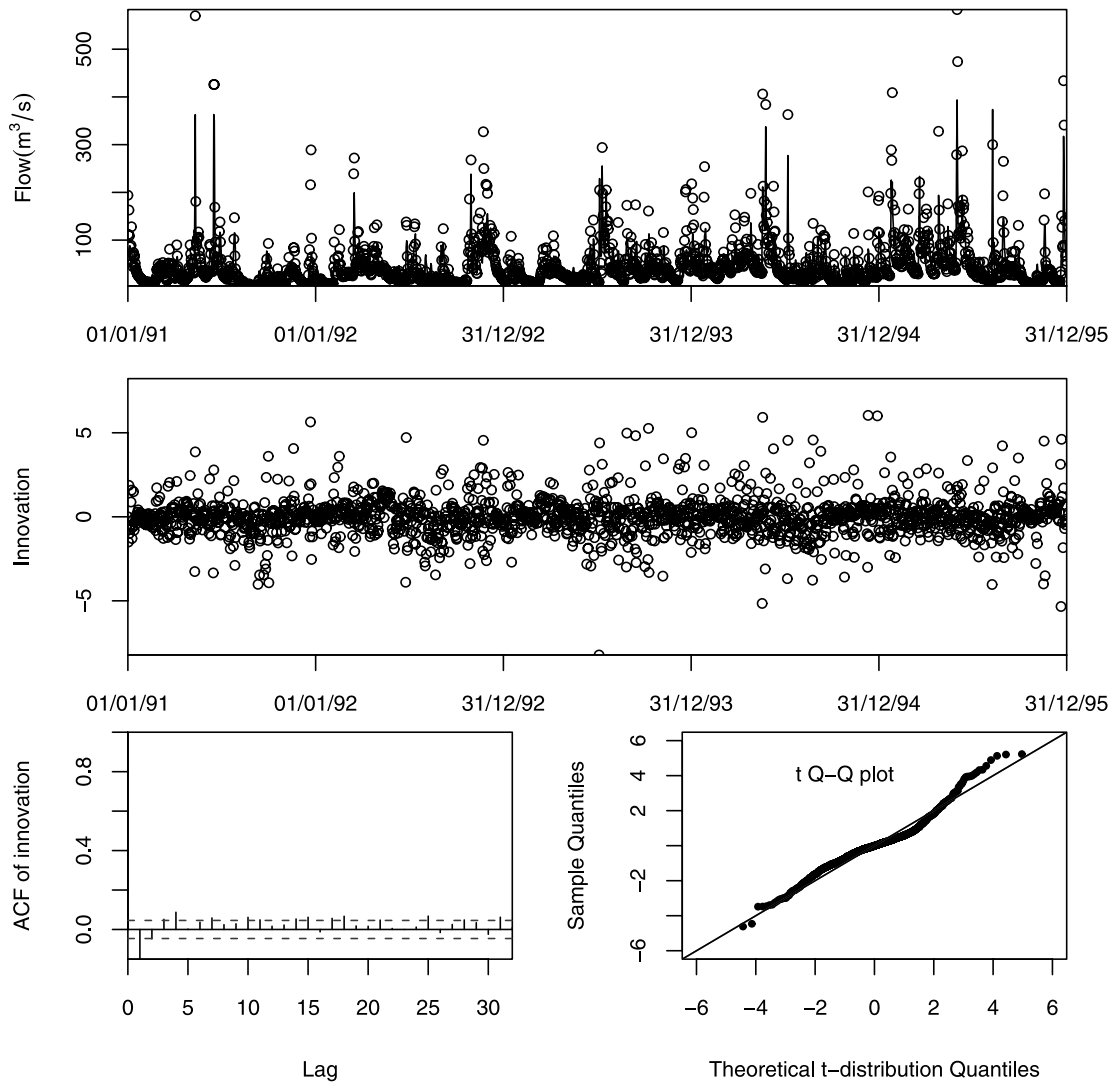 Flow(m³/s)
500
300
100
01/01/91 01/01/92 31/12/92 31/12/93 31/12/94 31/12/95
Innovation
5
0
−5
01/01/91 01/01/92 31/12/92 31/12/93 31/12/94 31/12/95
ACF of innovation
0.8
0.4
0.0
0 5 10 15 20 25 30
Lag
t Q−Q plot
Sample Quantiles
6
4
2
−2
−6
−6 −4 −2 0 2 4 6
Theoretical t−distribution Quantiles